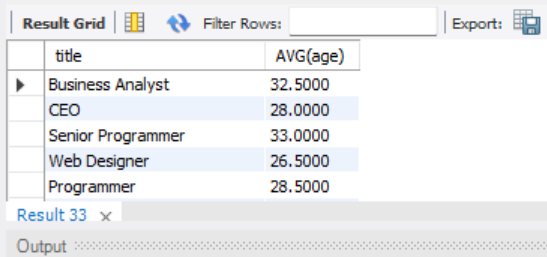 Result Grid Filter Rows: Export:
title AVG(age)
Business Analyst 32.5000
CEO 28.0000
Senior Programmer 33.0000
Web Designer 26.5000
Programmer 28.5000
Result 33 ×
Output